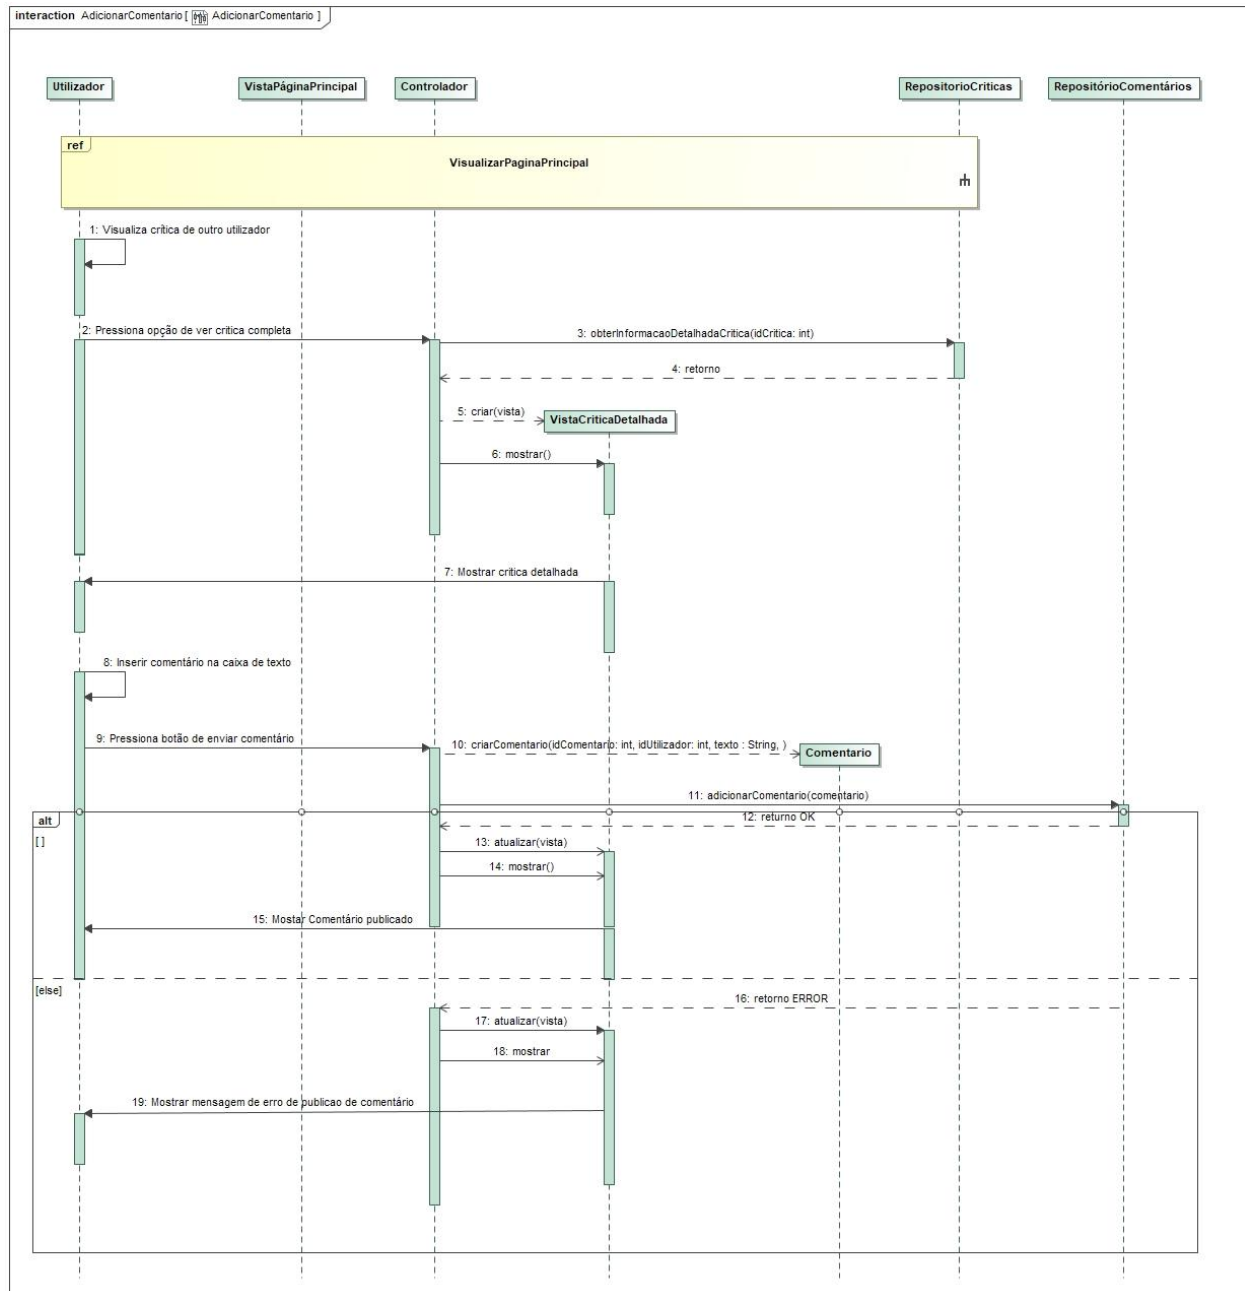 interaction AdicionarComentario [ AdicionarComentario ]
Utilizador
VistaPáginaPrincipal
Controlador
RepositorioCriticas
RepositórioComentários
ref
VisualizarPaginaPrincipal
1: Visualiza crítica de outro utilizador
2: Pressiona opção de ver critica completa
3: obterInformacaoDetalhadaCritica(idCritica: int)
4: retorno
5: criar(vista)
VistaCriticaDetalhada
6: mostrar()
7: Mostrar critica detalhada
8: Inserir comentário na caixa de texto
9: Pressiona botão de enviar comentário
10: criarComentario(idComentario: int, idUtilizador: int, texto : String, )
Comentario
11: adicionarComentario(comentario)
alt
12: returno OK
[ ]
13: atualizar(vista)
14: mostrar()
15: Mostar Comentário publicado
[else]
16: retorno ERROR
17: atualizar(vista)
18: mostrar
19: Mostrar mensagem de erro de publicao de comentário